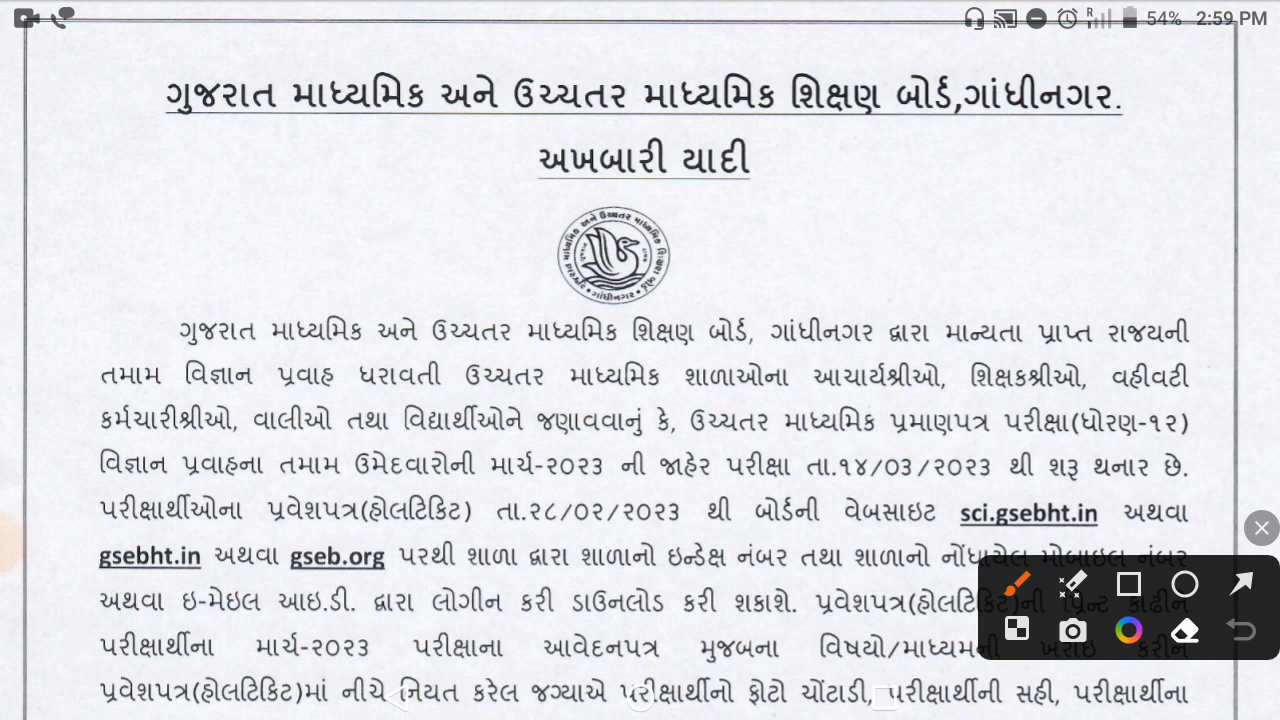 54% 2:59 PM
ગુજરાત માધ્યમિક અને ઉચ્ચતર માધ્યમિક શિક્ષણ બોર્ડ,ગાંધીનગર.
અખબારી યાદી
ગુજરાત માધ્યમિક અને ઉચ્ચતર માધ્યમિક શિક્ષણ બોર્ડ, ગાંધીનગર દ્વારા માન્યતા પ્રાપ્ત રાજયની
તમામ વિજ્ઞાન પ્રવાહ ધરાવતી ઉચ્ચતર માધ્યમિક શાળાઓના આચાર્યશ્રીઓ, શિક્ષકશ્રીઓ, વહીવટી
કર્મચારીશ્રીઓ, વાલીઓ તથા વિદ્યાર્થીઓને જણાવવાનું કે, ઉચ્ચતર માધ્યમિક પ્રમાણપત્ર પરીક્ષા(ધોરણ-૧૨)
વિજ્ઞાન પ્રવાહના તમામ ઉમેદવારોની માર્ચ-૨૦૨૩ ની જાહેર પરીક્ષા તા.૧૪/૦૩/૨૦૨૩ થી શરૂ થનાર છે.
પરીક્ષાર્થીઓના પ્રવેશપત્ર(હોલટિકિટ) તા.૨૮/૦૨/૨૦૨૩ થી બોર્ડની વેબસાઇટ sci.gsebht.in અથવા
gsebht.in અથવા gseb.org પરથી શાળા દ્વારા શાળાનો ઇન્ડેક્ષ નંબર તથા શાળાનો નોંધાયેલ મોબાઇલ નંબર
અથવા ઇ-મેઇલ આઇ.ડી. દ્વારા લોગીન કરી ડાઉનલોડ કરી શકાશે. પ્રવેશપત્ર(હોલટિકિટ)ની પ્રિન્ટ કાઢીને
પરીક્ષાર્થીના માર્ચ-૨૦૨૩ પરીક્ષાના આવેદનપત્ર મુજબના વિષયો/માધ્યમની ખરાઇ કરીને
પ્રવેશપત્ર(હોલટિકિટ)માં નીચે નિયત કરેલ જગ્યાએ પરીક્ષાર્થીનો ફોટો ચોંટાડી, પરીક્ષાર્થીની સહી, પરીક્ષાર્થીના